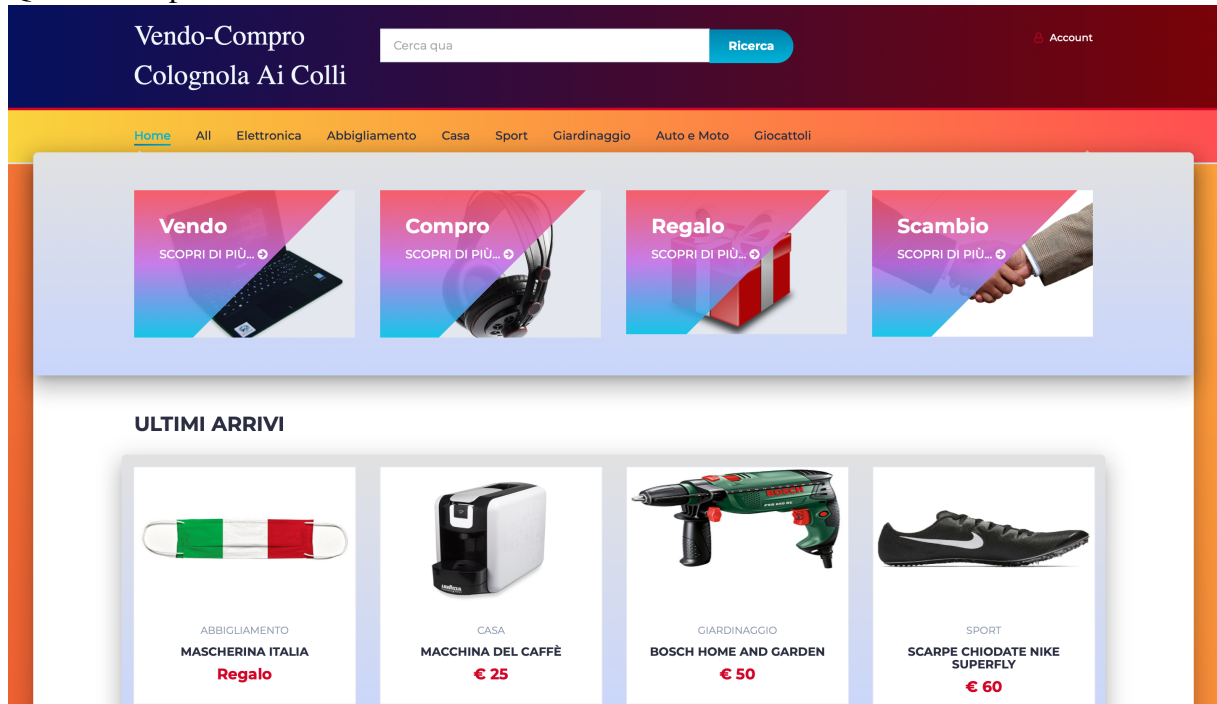 Vendo-Compro
Colognola Ai Colli
Cerca qua
Ricerca
Account
Home All Elettronica Abbigliamento Casa Sport Giardinaggio Auto e Moto Giocattoli
Vendo
SCOPRI DI PIÙ...
Compro
SCOPRI DI PIÙ...
Regalo
SCOPRI DI PIÙ...
Scambio
SCOPRI DI PIÙ...
ULTIMI ARRIVI
BOSCH
LAVAZZA
ABBIGLIAMENTO
MASCHERINA ITALIA
Regalo
CASA
MACCHINA DEL CAFFÈ
€ 25
GIARDINAGGIO
BOSCH HOME AND GARDEN
€ 50
SPORT
SCARPE CHIODATE NIKE
SUPERFLY
€ 60